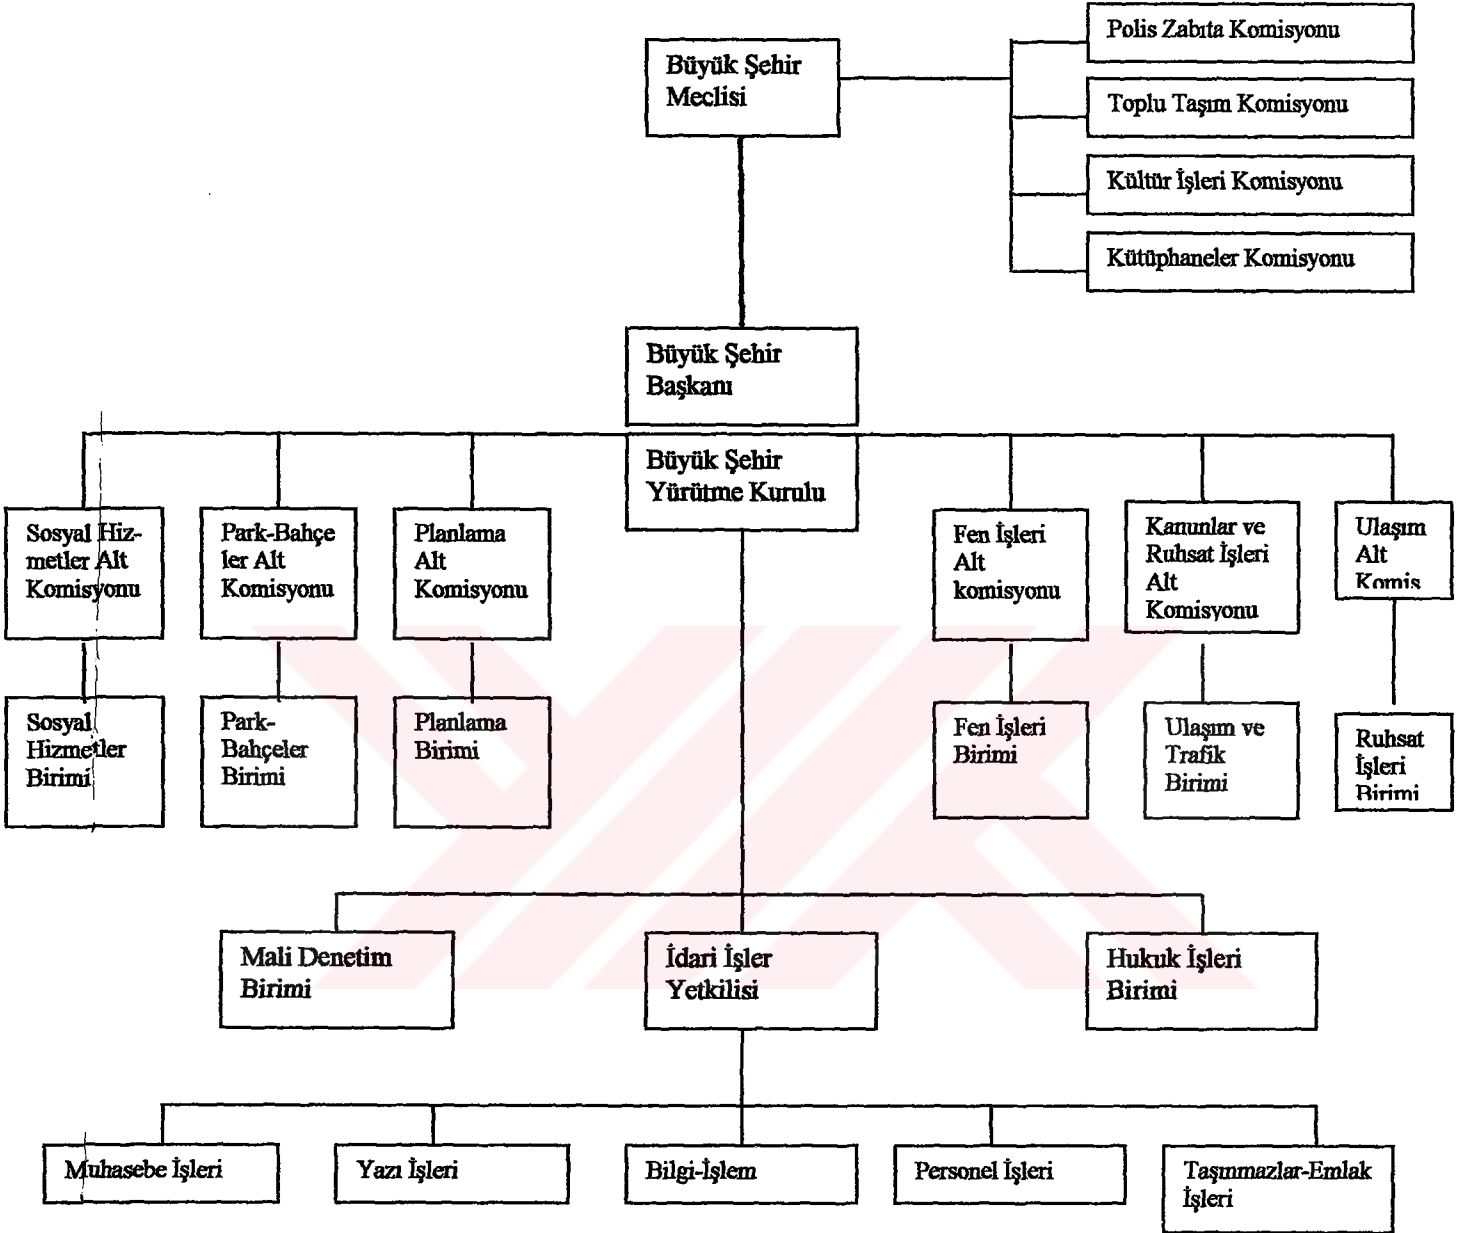 Polis Zabıta Komisyonu
Büyük Şehir
Meclisi
Toplu Taşım Komisyonu
Kültür İşleri Komisyonu
Kütüphaneler Komisyonu
Büyük Şehir
Başkanı
Büyük Şehir
Yürütme Kurulu
Sosyal Hiz-
metler Alt
Komisyonu
Park-Bahçe
ler Alt
Komisyonu
Planlama
Alt
Komisyonu
Fen İşleri
Alt
komisyonu
Kanunlar ve
Ruhsat İşleri
Alt
Komisyonu
Ulaşım
Alt
Komis
Sosyal
Hizmetler
Birimi
Park-
Bahçeler
Birimi
Planlama
Birimi
Fen İşleri
Birimi
Ulaşım ve
Trafik
Birimi
Ruhsat
İşleri
Birimi
Mali Denetim
Birimi
İdari İşler
Yetkilisi
Hukuk İşleri
Birimi
Muhasebe İşleri
Yazı İşleri
Bilgi-İşlem
Personel İşleri
Taşınmazlar-Emlak
İşleri